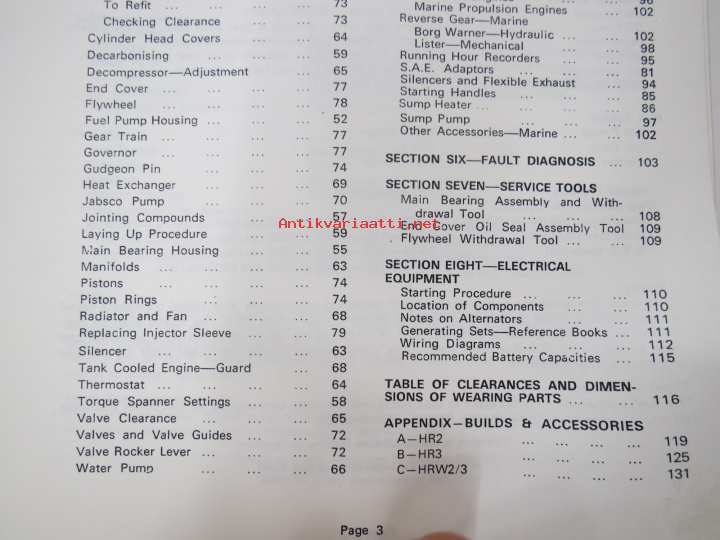 To Refit ... ... ... ... 73
Checking Clearance ... ... 73
Cylinder Head Covers ... ... 64
Decarbonising ... ... ... 59
Decompressor—Adjustment ... 65
End Cover ... ... ... ... 77
Flywheel ... ... ... ... 78
Fuel Pump Housing ... ... ... 52
Gear Train ... ... ... ... 77
Governor ... ... ... ... 77
Gudgeon Pin ... ... ... 74
Heat Exchanger ... ... ... 69
Jabsco Pump ... ... ... 70
Jointing Compounds ... ... 57
Laying Up Procedure ... ... 59
Main Bearing Housing ... ... 55
Manifolds ... ... ... ... 63
Pistons ... ... ... ... 74
Piston Rings ... ... ... 74
Radiator and Fan ... ... ... 68
Replacing Injector Sleeve ... ... 79
Silencer ... ... ... ... 63
Tank Cooled Engine—Guard ... 68
Thermostat ... ... ... ... 64
Torque Spanner Settings ... ... 58
Valve Clearance ... ... ... 65
Valves and Valve Guides ... ... 72
Valve Rocker Lever ... ... ... 72
Water Pump ... ... ... 66
Marine Propulsion Engines ... 102
Reverse Gear—Marine
Borg Warner—Hydraulic ... ... 102
Lister—Mechanical ... ... 98
Running Hour Recorders ... ... 95
S.A.E. Adaptors ... ... ... 81
Silencers and Flexible Exhaust ... 94
Starting Handles ... ... ... 85
Sump Heater ... ... ... ... 86
Sump Pump ... ... ... 97
Other Accessories—Marine ... ... 102
SECTION SIX—FAULT DIAGNOSIS ... 103
SECTION SEVEN—SERVICE TOOLS
Main Bearing Assembly and With-
drawal Tool ... ... ... 108
End Cover Oil Seal Assembly Tool 109
Flywheel Withdrawal Tool ... ... 109
SECTION EIGHT—ELECTRICAL
EQUIPMENT
Starting Procedure ... ... ... 110
Location of Components ... ... 110
Notes on Alternators ... ... 111
Generating Sets—Reference Books ... 111
Wiring Diagrams ... ... ... 112
Recommended Battery Capacities ... 115
TABLE OF CLEARANCES AND DIMEN-
SIONS OF WEARING PARTS ... ... 116
APPENDIX—BUILDS & ACCESSORIES
A—HR2 ... ... ... ... 119
B—HR3 ... ... ... ... 125
C—HRW2/3 ... ... ... ... 131
Page 3
Antikvariaatti.net